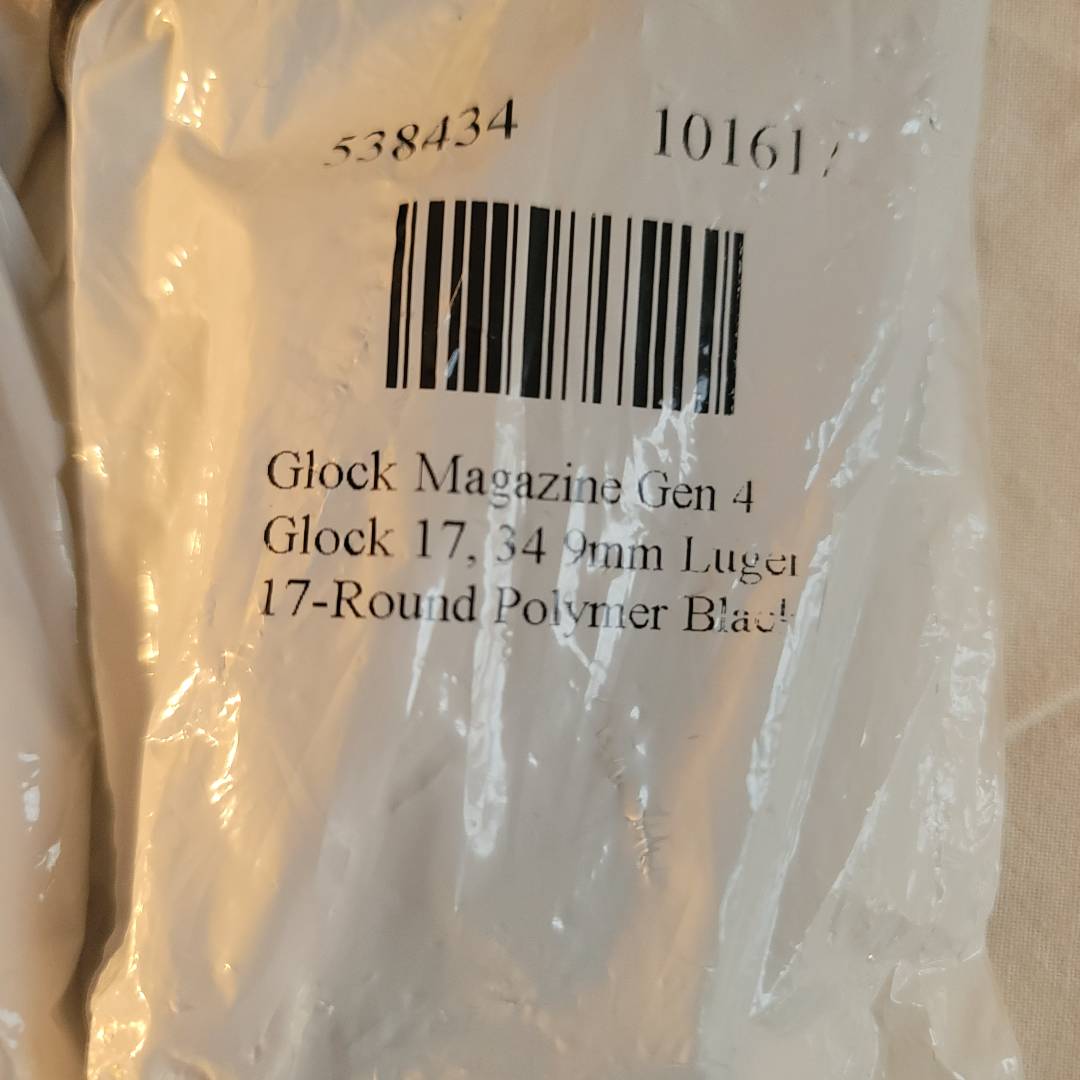 538434 101617
Glock Magazine Gen 4
Glock 17, 34 9mm Luger
17-Round Polymer Black